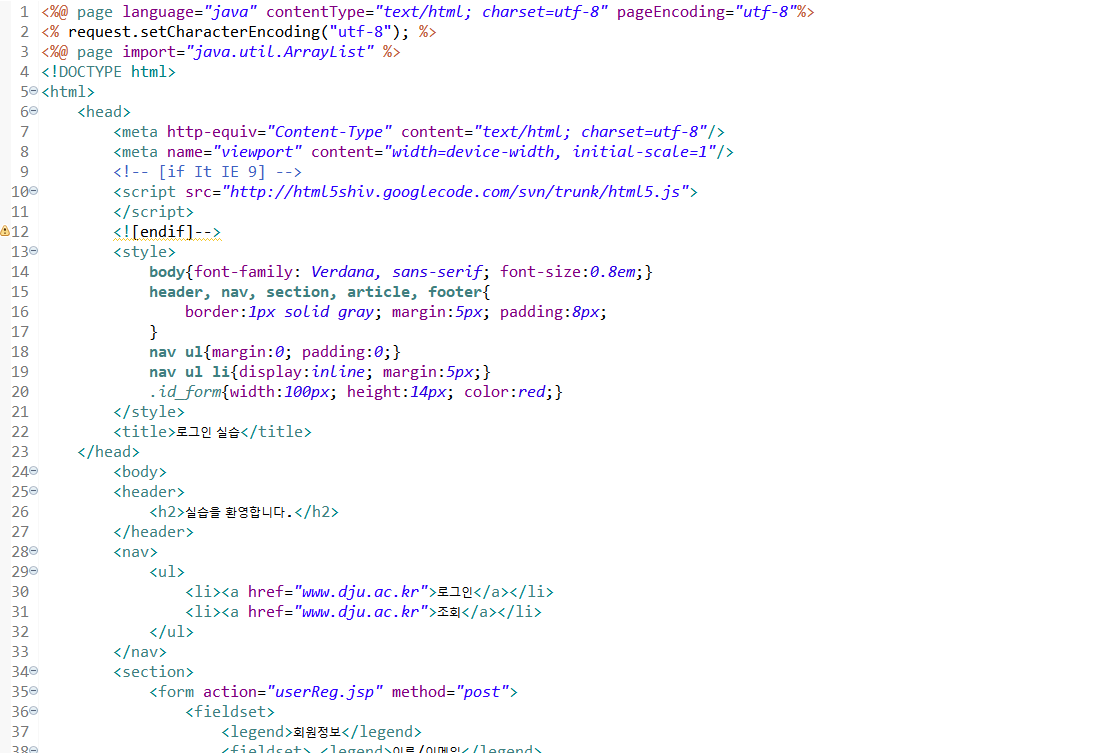 1 <%@ page language="java" contentType="text/html; charset=utf-8" pageEncoding="utf-8"%>
2 <% request.setCharacterEncoding("utf-8"); %>
3 <%@ page import="java.util.ArrayList" %>
4 <!DOCTYPE html>
5 <html>
6 <head>
7 <meta http-equiv="Content-Type" content="text/html; charset=utf-8"/>
8 <meta name="viewport" content="width=device-width, initial-scale=1"/>
9 <!-- [if It IE 9] -->
10 <script src="http://html5shiv.googlecode.com/svn/trunk/html5.js">
11 </script>
12 <![endif]-->
13 <style>
14 body{font-family: Verdana, sans-serif; font-size:0.8em;}
15 header, nav, section, article, footer{
16 border:1px solid gray; margin:5px; padding:8px;
17 }
18 nav ul{margin:0; padding:0;}
19 nav ul li{display:inline; margin:5px;}
20 .id_form{width:100px; height:14px; color:red;}
21 </style>
22 <title>로그인 실습</title>
23 </head>
24 <body>
25 <header>
26 <h2>실습을 환영합니다.</h2>
27 </header>
28 <nav>
29 <ul>
30 <li><a href="www.dju.ac.kr">로그인</a></li>
31 <li><a href="www.dju.ac.kr">조회</a></li>
32 </ul>
33 </nav>
34 <section>
35 <form action="userReg.jsp" method="post">
36 <fieldset>
37 <legend>회원정보</legend>
38 <fieldset> <legend>이름/이메일</legend>